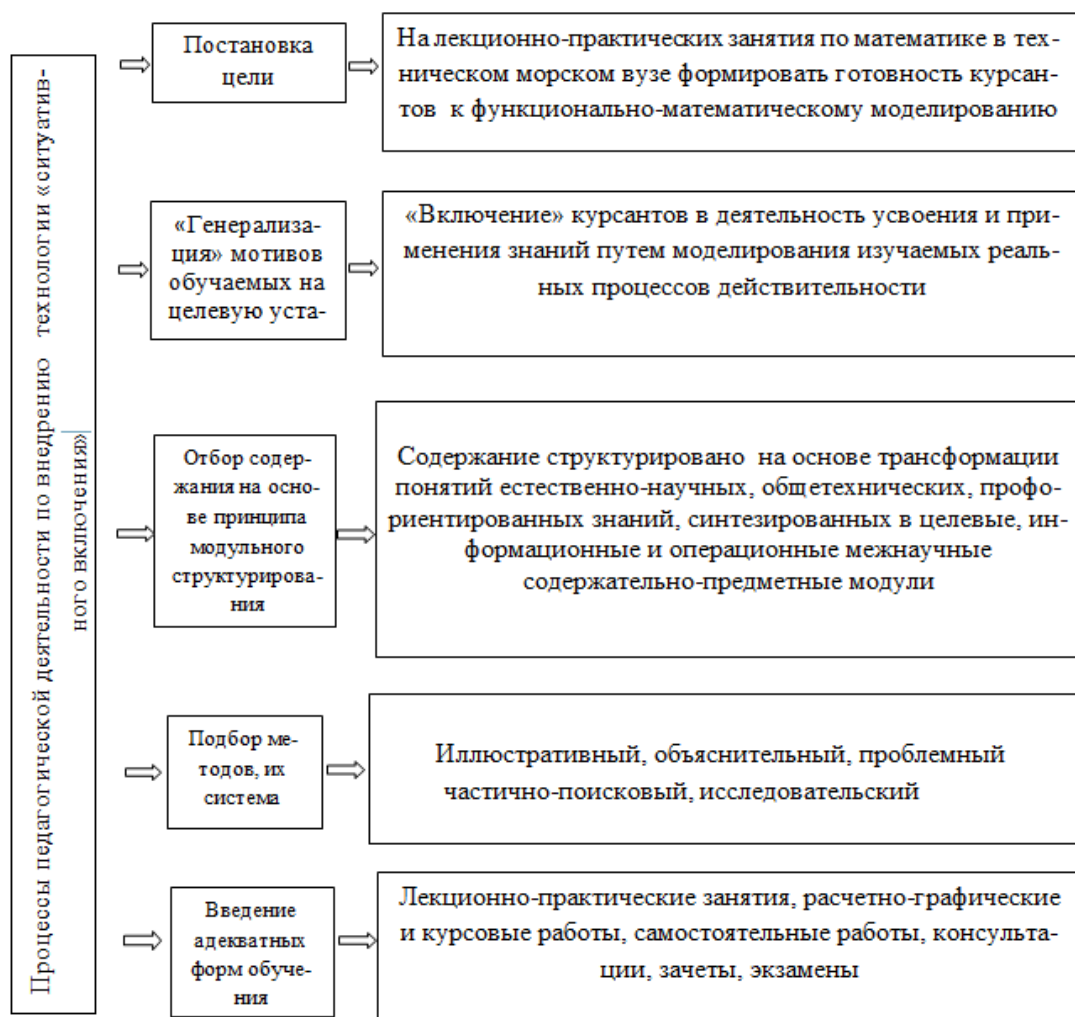 Процессы педагогической деятельности по внедрению технологии «ситуатив-
ного включения»
Постановка
цели
На лекционно-практических занятия по математике в тех-
ническом морском вузе формировать готовность курсан-
тов к функционально-математическому моделированию
«Генерализа-
ция» мотивов
обучаемых на
целевую уста-
«Включение» курсантов в деятельность усвоения и при-
менения знаний путем моделирования изучаемых реаль-
ных процессов действительности
Отбор содер-
жания на осно-
ве принципа
модульного
структурирова-
ния
Содержание структурировано на основе трансформации
понятий естественно-научных, общетехнических, профо-
риентированных знаний, синтезированных в целевые, ин-
формационные и операционные межнаучные
содержательно-предметные модули
Подбор ме-
тодов, их
система
Иллюстративный, объяснительный, проблемный
частично-поисковый, исследовательский
Введение
адекватных
форм обуче-
ния
Лекционно-практические занятия, расчетно-графические
и курсовые работы, самостоятельные работы, консульта-
ции, зачеты, экзамены